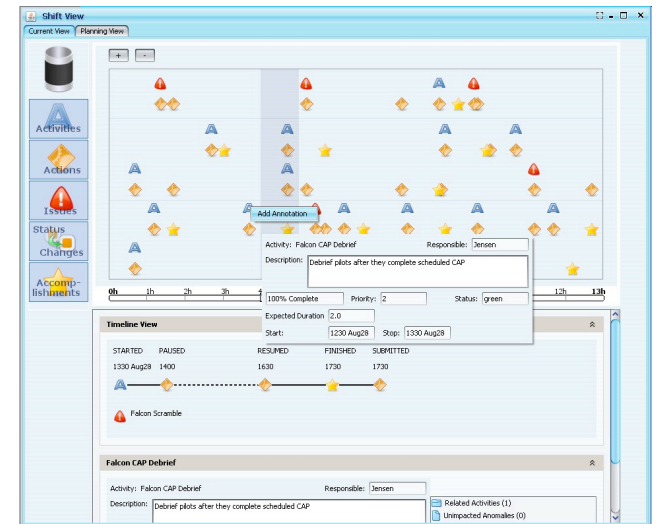 Shift View
Current View Planning View
+ -
Activities
Actions
Issues
Status
Changes
Accomp-
lishments
Add Annotation
Activity: Falcon CAP Debrief Responsible: Jensen
Description: Debrief pilots after they complete scheduled CAP
100% Complete Priority: 2 Status: green
Expected Duration 2.0
Start: 1230 Aug28 Stop: 1330 Aug28
0h 1h 2h 3h 12h 13h
Timeline View
STARTED PAUSED RESUMED FINISHED SUBMITTED
1330 Aug28 1400 1630 1730 1730
Falcon Scramble
Falcon CAP Debrief
Activity: Falcon CAP Debrief Responsible: Jensen
Description: Debrief pilots after they complete scheduled CAP
Related Activities (1)
Unimpacted Anomalies (0)